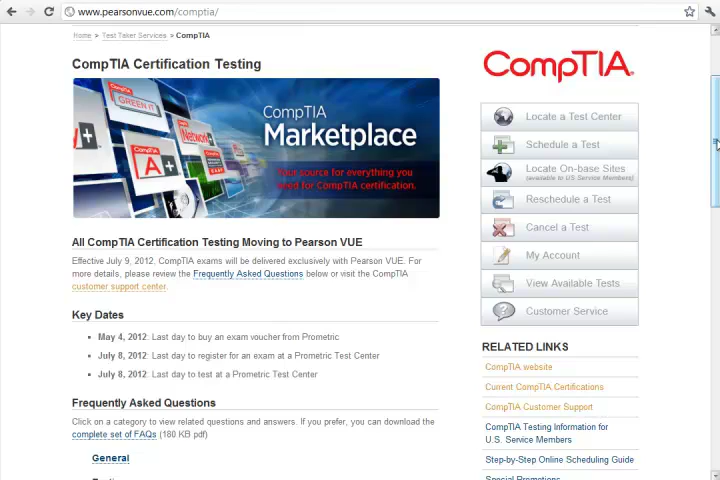 www.pearsonvue.com/comptia/
Home > Test Taker Services > CompTIA
CompTIA Certification Testing
CompTIA
Marketplace
Your source for everything you
need for CompTIA certification.
CompTIA
GREEN IT
CompTIA
Network+
CompTIA
A+
All CompTIA Certification Testing Moving to Pearson VUE
Effective July 9, 2012, CompTIA exams will be delivered exclusively with Pearson VUE. For
more details, please review the Frequently Asked Questions below or visit the CompTIA
customer support center.
Key Dates
May 4, 2012: Last day to buy an exam voucher from Prometric
July 8, 2012: Last day to register for an exam at a Prometric Test Center
July 8, 2012: Last day to test at a Prometric Test Center
Frequently Asked Questions
Click on a category to view related questions and answers. If you prefer, you can download the
complete set of FAQs (180 KB pdf)
General
CompTIA.
Locate a Test Center
Schedule a Test
Locate On-base Sites
(available to US Service Members)
Reschedule a Test
Cancel a Test
My Account
View Available Tests
Customer Service
RELATED LINKS
CompTIA website
Current CompTIA Certifications
CompTIA Customer Support
CompTIA Testing Information for
U.S. Service Members
Step-by-Step Online Scheduling Guide
Special Promotions